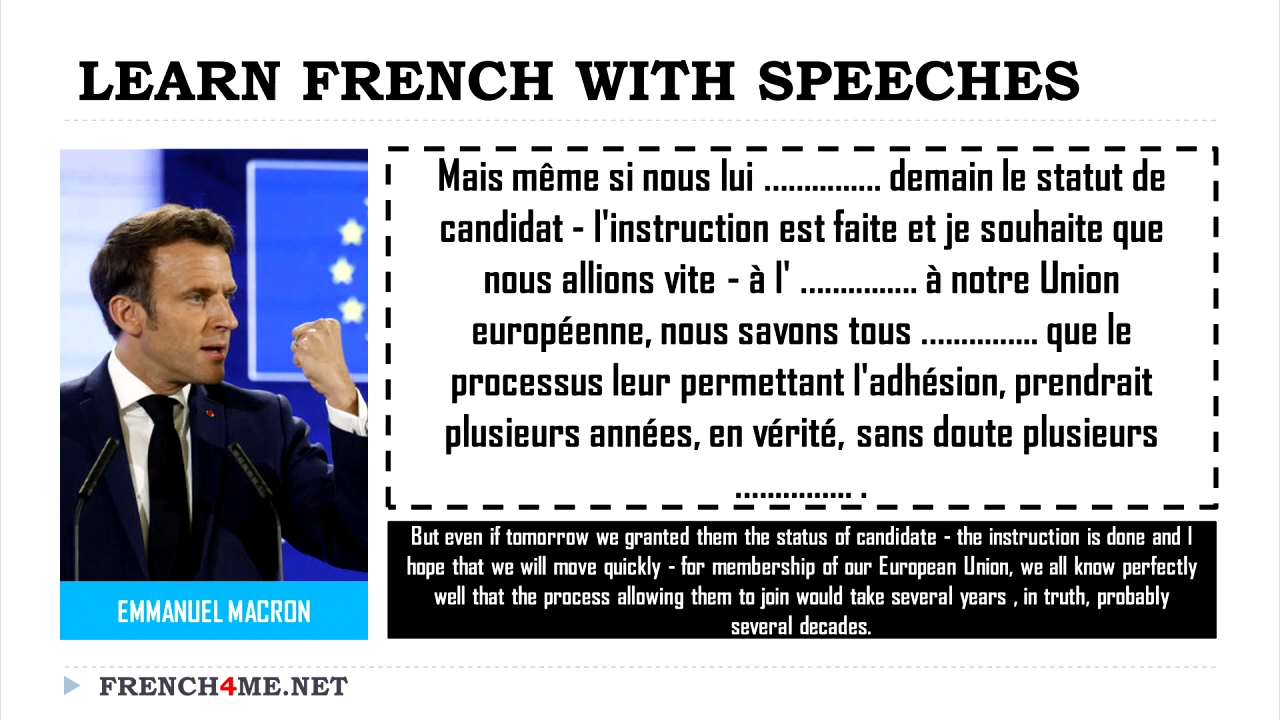 LEARN FRENCH WITH SPEECHES
Mais même si nous lui ............... demain le statut de
candidat - l'instruction est faite et je souhaite que
nous allions vite - à l' ............... à notre Union
européenne, nous savons tous ............... que le
processus leur permettant l'adhésion, prendrait
plusieurs années, en vérité, sans doute plusieurs
............... .
But even if tomorrow we granted them the status of candidate - the instruction is done and I
hope that we will move quickly - for membership of our European Union, we all know perfectly
well that the process allowing them to join would take several years , in truth, probably
several decades.
EMMANUEL MACRON
FRENCH4ME.NET